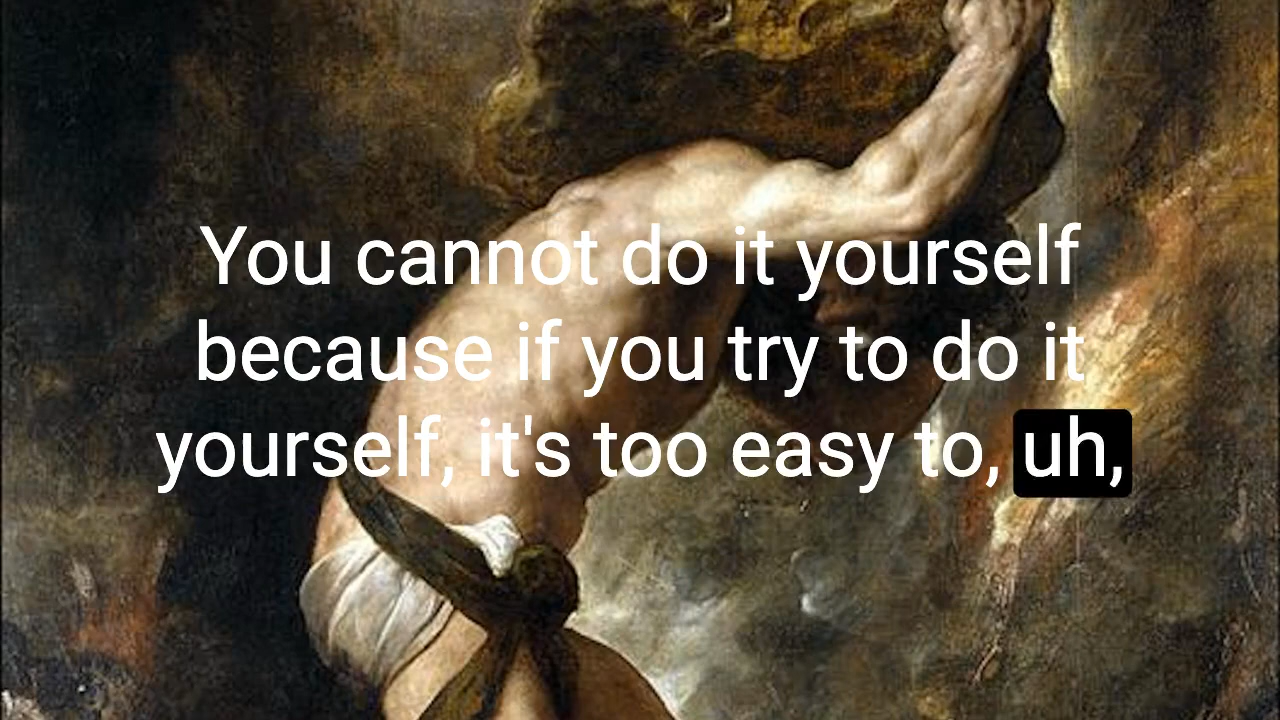 You cannot do it yourself
because if you try to do it
yourself, it's too easy to, uh,